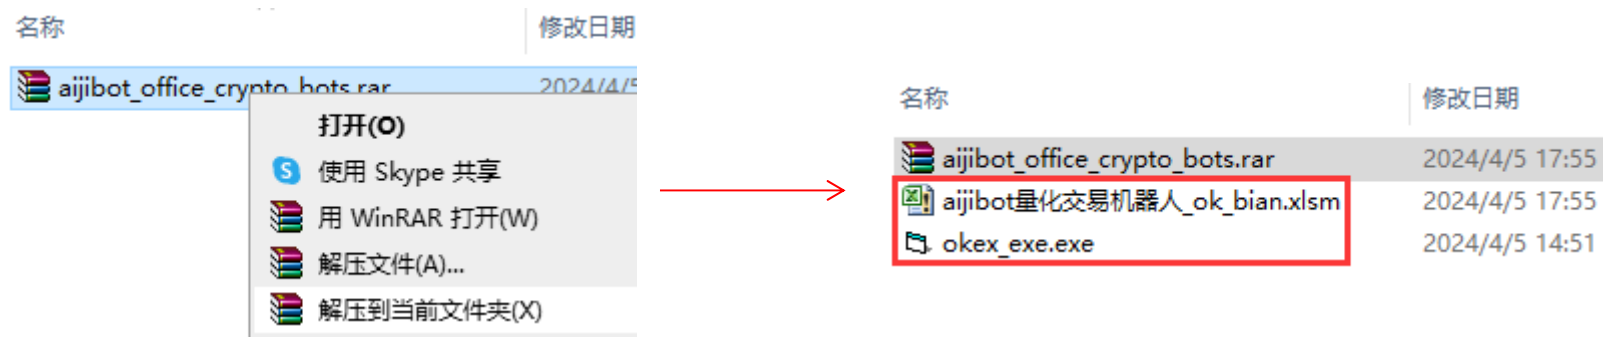 名称 修改日期
aijibot_office_crypto_bots.rar 2024/4/5
打开(O)
使用 Skype 共享
用 WinRAR 打开(W)
解压文件(A)...
解压到当前文件夹(X)
名称 修改日期
aijibot_office_crypto_bots.rar 2024/4/5 17:55
aijibot量化交易机器人_ok_bian.xlsm 2024/4/5 17:55
okex_exe.exe 2024/4/5 14:51